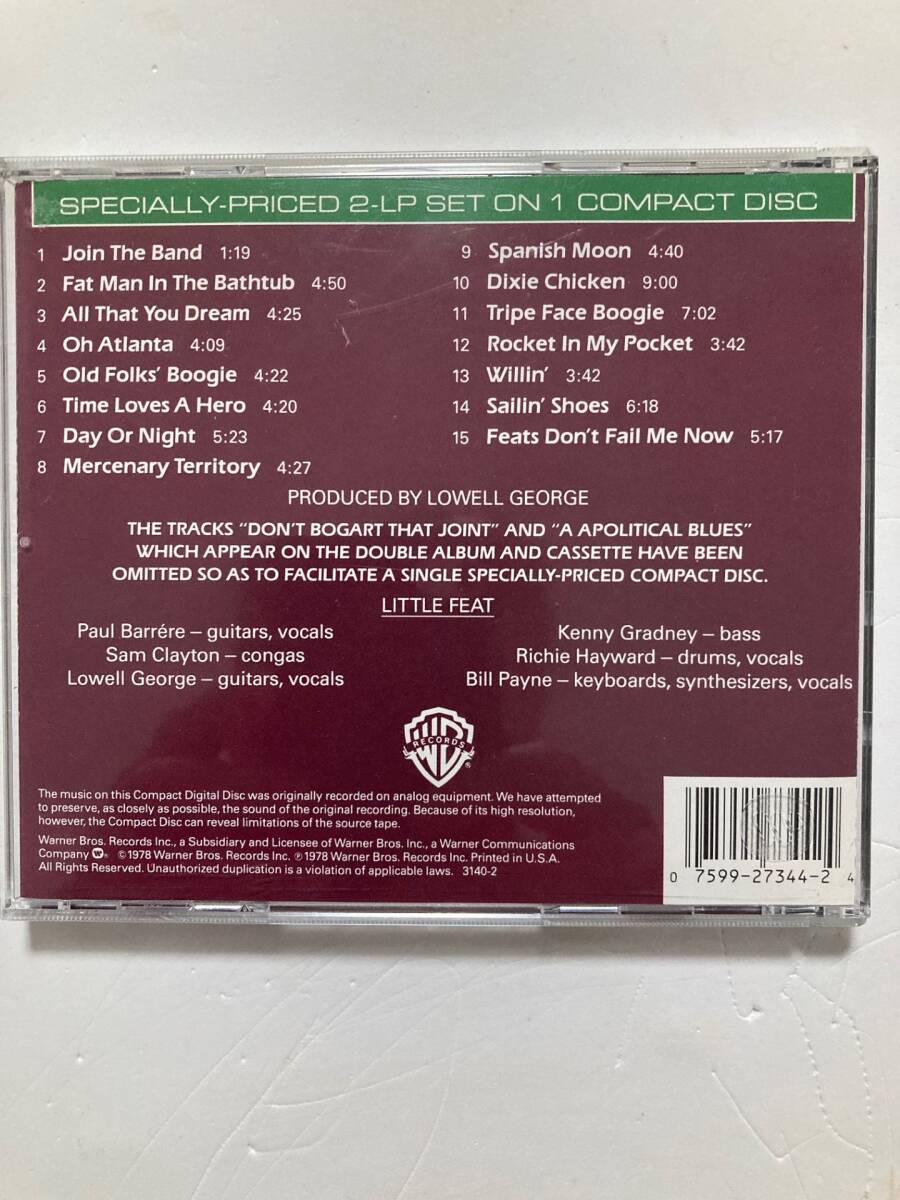 SPECIALLY-PRICED 2-LP SET ON 1 COMPACT DISC
1 Join The Band 1:19
2 Fat Man In The Bathtub 4:50
3 All That You Dream 4:25
4 Oh Atlanta 4:09
5 Old Folks' Boogie 4:22
6 Time Loves A Hero 4:20
7 Day Or Night 5:23
8 Mercenary Territory 4:27
9 Spanish Moon 4:40
10 Dixie Chicken 9:00
11 Tripe Face Boogie 7:02
12 Rocket In My Pocket 3:42
13 Willin' 3:42
14 Sailin' Shoes 6:18
15 Feats Don't Fail Me Now 5:17
PRODUCED BY LOWELL GEORGE
THE TRACKS "DON'T BOGART THAT JOINT" AND "A APOLITICAL BLUES"
WHICH APPEAR ON THE DOUBLE ALBUM AND CASSETTE HAVE BEEN
OMITTED SO AS TO FACILITATE A SINGLE SPECIALLY-PRICED COMPACT DISC.
LITTLE FEAT
Paul Barrére – guitars, vocals
Sam Clayton – congas
Lowell George – guitars, vocals
Kenny Gradney – bass
Richie Hayward – drums, vocals
Bill Payne – keyboards, synthesizers, vocals
WB
RECORDS
®
The music on this Compact Digital Disc was originally recorded on analog equipment. We have attempted
to preserve, as closely as possible, the sound of the original recording. Because of its high resolution,
however, the Compact Disc can reveal limitations of the source tape.
Warner Bros. Records Inc., a Subsidiary and Licensee of Warner Bros. Inc., a Warner Communications
Company ®. ©1978 Warner Bros. Records Inc. ℗1978 Warner Bros. Records Inc. Printed in U.S.A.
All Rights Reserved. Unauthorized duplication is a violation of applicable laws. 3140-2
0 7599-27344-2 4